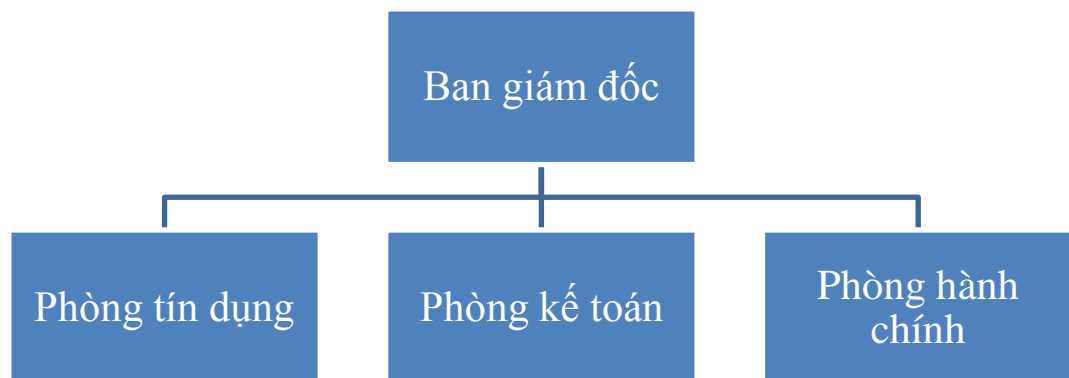 Ban giám đốc
Phòng tín dụng
Phòng kế toán
Phòng hành
chính